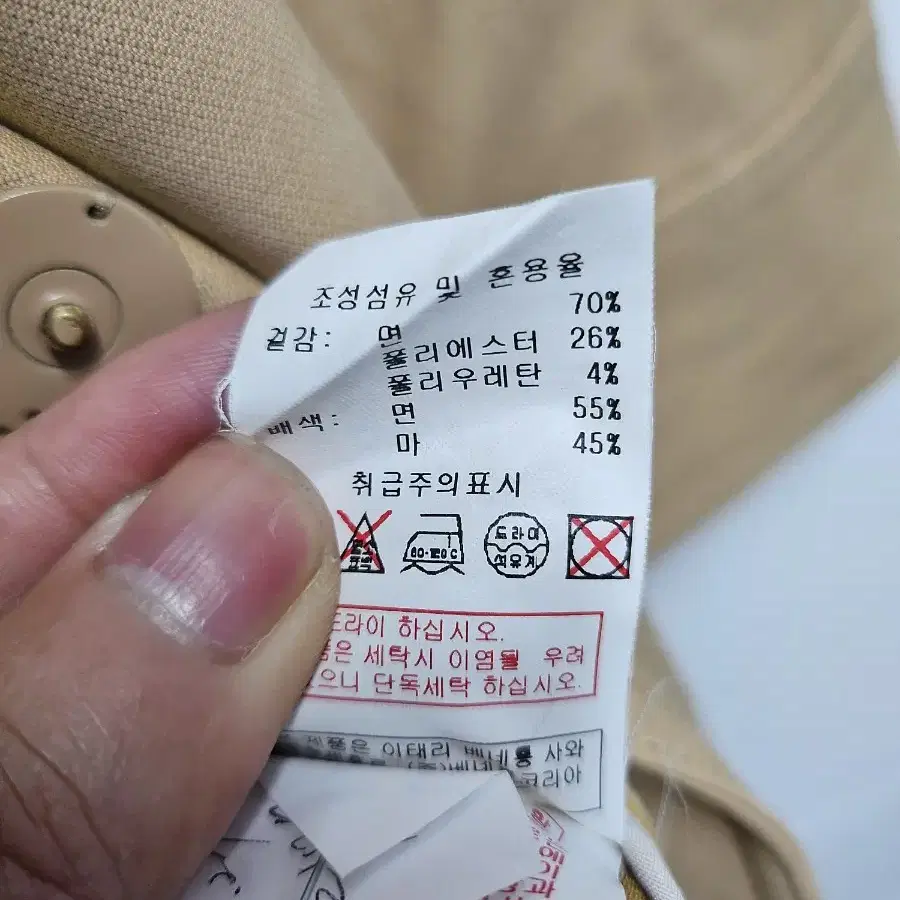 조성섬유 및 혼용율
겉감: 면 70%
폴리에스터 26%
폴리우레탄 4%
배색: 면 55%
마 45%
취급주의표시
80-120℃
드라이
석유계
드라이 하십시오.
품은 세탁시 이염될 우려
으니 단독세탁 하십시오.
제품은 이태리 베네통 사와
코리아